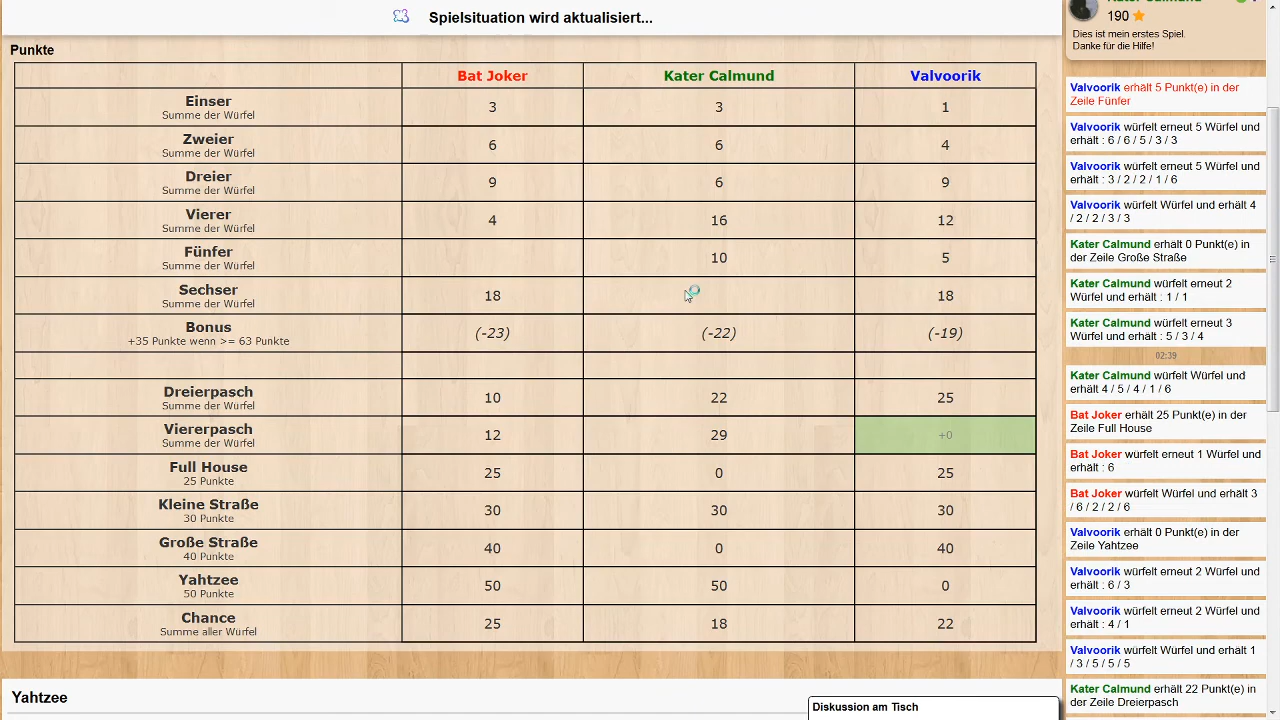 Spielsituation wird aktualisiert...
Punkte
Bat Joker Kater Calmund Valvoorik
Einser 3 3 1
Summe der Würfel
Zweier 6 6 4
Summe der Würfel
Dreier 9 6 9
Summe der Würfel
Vierer 4 16 12
Summe der Würfel
Fünfer 10 5
Summe der Würfel
Sechser 18 18
Summe der Würfel
Bonus (-23) (-22) (-19)
+35 Punkte wenn >= 63 Punkte
Dreierpasch 10 22 25
Summe der Würfel
Viererpasch 12 29 +0
Summe der Würfel
Full House 25 0 25
25 Punkte
Kleine Straße 30 30 30
30 Punkte
Große Straße 40 0 40
40 Punkte
Yahtzee 50 50 0
50 Punkte
Chance 25 18 22
Summe aller Würfel
Yahtzee
Diskussion am Tisch
Kater Calmund
190
Dies ist mein erstes Spiel.
Danke für die Hilfe!
Valvoorik erhält 5 Punkt(e) in der
Zeile Fünfer
Valvoorik würfelt erneut 5 Würfel und
erhält : 6 / 6 / 5 / 3 / 3
Valvoorik würfelt erneut 5 Würfel und
erhält : 3 / 2 / 2 / 1 / 6
Valvoorik würfelt Würfel und erhält 4
/ 2 / 2 / 3 / 3
Kater Calmund erhält 0 Punkt(e) in
der Zeile Große Straße
Kater Calmund würfelt erneut 2
Würfel und erhält : 1 / 1
Kater Calmund würfelt erneut 3
Würfel und erhält : 5 / 3 / 4
02:39
Kater Calmund würfelt Würfel und
erhält 4 / 5 / 4 / 1 / 6
Bat Joker erhält 25 Punkt(e) in der
Zeile Full House
Bat Joker würfelt erneut 1 Würfel und
erhält : 6
Bat Joker würfelt Würfel und erhält 3
/ 6 / 2 / 2 / 6
Valvoorik erhält 0 Punkt(e) in der
Zeile Yahtzee
Valvoorik würfelt erneut 2 Würfel und
erhält : 6 / 3
Valvoorik würfelt erneut 2 Würfel und
erhält : 4 / 1
Valvoorik würfelt Würfel und erhält 1
/ 3 / 5 / 5 / 5
Kater Calmund erhält 22 Punkt(e) in
der Zeile Dreierpasch